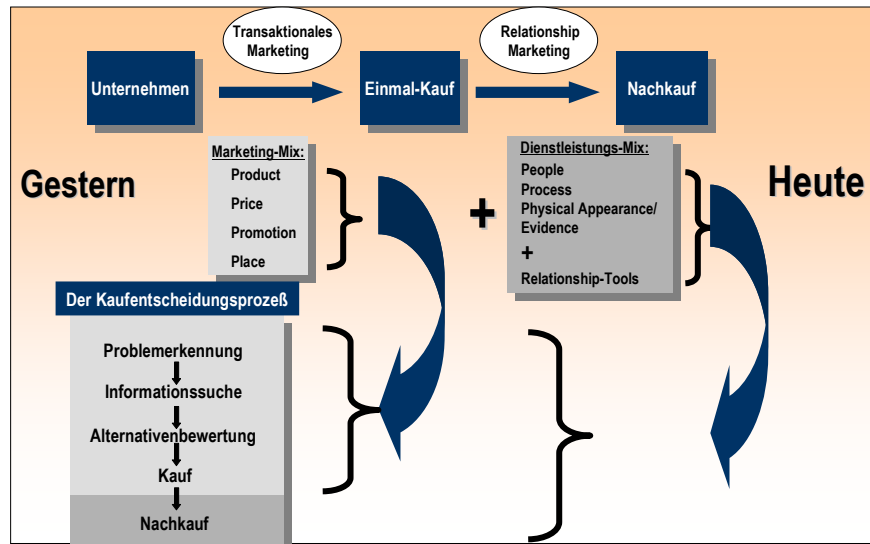 Transaktionales
Marketing
Relationship
Marketing
Unternehmen
Einmal-Kauf
Nachkauf
Gestern
Marketing-Mix:
Product
Price
Promotion
Place
+
Dienstleistungs-Mix:
People
Process
Physical Appearance/
Evidence
+
Relationship-Tools
Heute
Der Kaufentscheidungsprozeß
Problemerkennung
Informationssuche
Alternativenbewertung
Kauf
Nachkauf